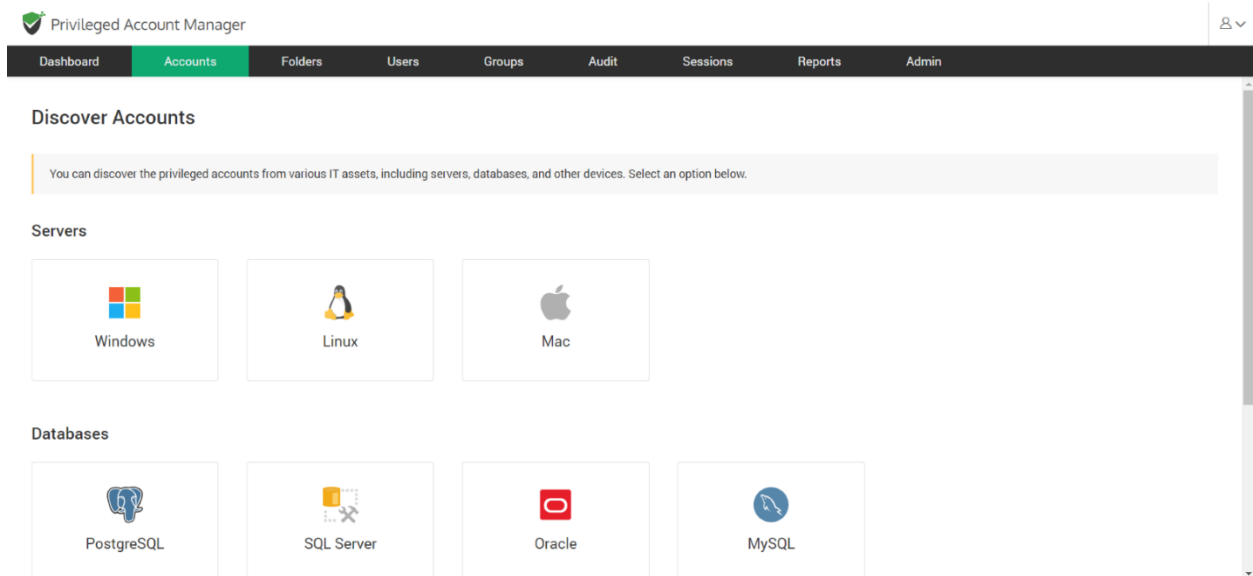 Privileged Account Manager
Dashboard Accounts Folders Users Groups Audit Sessions Reports Admin
Discover Accounts
You can discover the privileged accounts from various IT assets, including servers, databases, and other devices. Select an option below.
Servers
Windows Linux Mac
Databases
PostgreSQL SQL Server Oracle MySQL